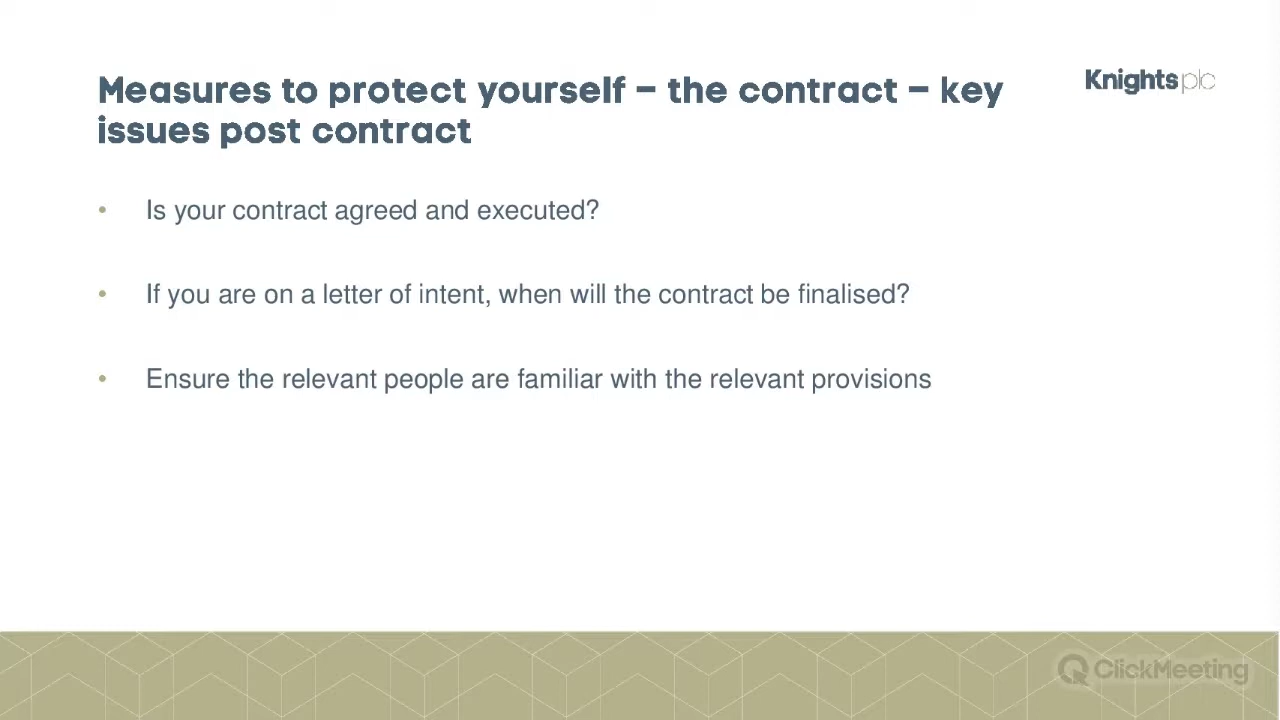 Measures to protect yourself – the contract – key
issues post contract
Knights plc
• Is your contract agreed and executed?
• If you are on a letter of intent, when will the contract be finalised?
• Ensure the relevant people are familiar with the relevant provisions
ClickMeeting